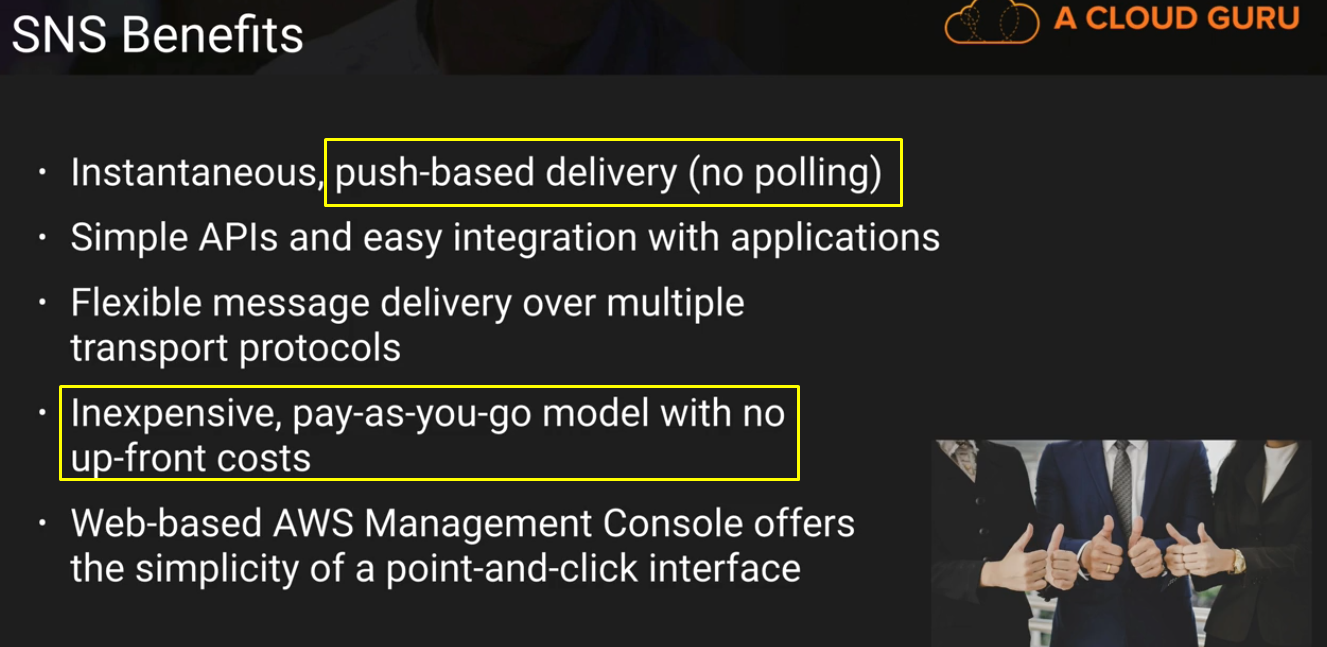 SNS Benefits
A CLOUD GURU
• Instantaneous, push-based delivery (no polling)
• Simple APIs and easy integration with applications
• Flexible message delivery over multiple
transport protocols
• Inexpensive, pay-as-you-go model with no
up-front costs
• Web-based AWS Management Console offers
the simplicity of a point-and-click interface